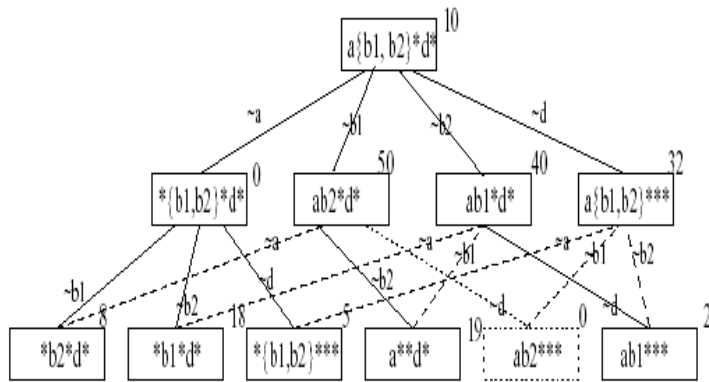 10
a{b1, b2}*d*
~a
~b1
~b2
~d
0
50
40
32
*{b1,b2}*d*
ab2*d*
ab1*d*
a{b1,b2}***
~a
~a
~b1
~a
~b1
~b2
~b1
~b2
~d
~b2
~d
~d
8
18
5
19
0
2
*b2*d*
*b1*d*
*{b1,b2}***
a**d*
ab2***
ab1***